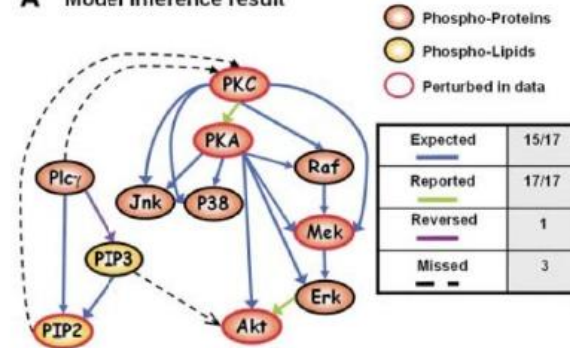 A Model inference result
Phospho-Proteins
Phospho-Lipids
Perturbed in data
PKC
PKA
Raf
Plcγ
Jnk
P38
Mek
PIP3
Erk
PIP2
Akt
Expected 15/17
Reported 17/17
Reversed 1
Missed 3